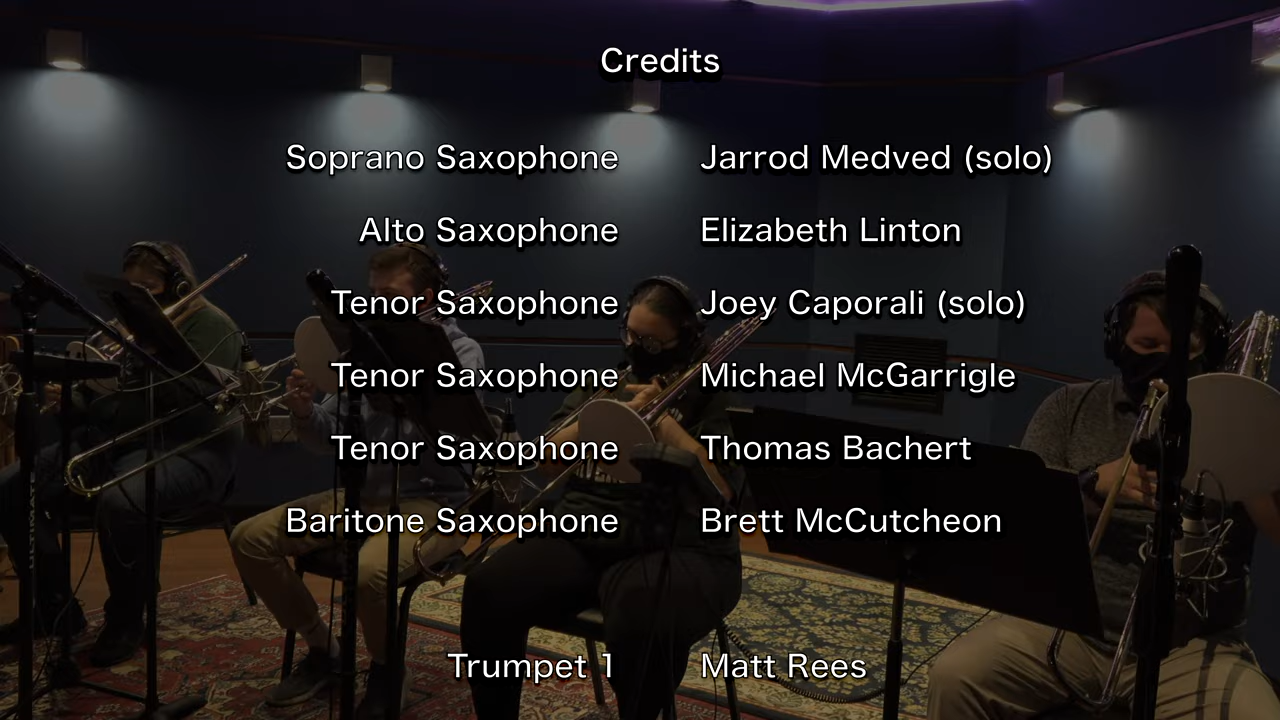 Credits
Soprano Saxophone Jarrod Medved (solo)
Alto Saxophone Elizabeth Linton
Tenor Saxophone Joey Caporali (solo)
Tenor Saxophone Michael McGarrigle
Tenor Saxophone Thomas Bachert
Baritone Saxophone Brett McCutcheon
Trumpet 1 Matt Rees
ULTIMATE